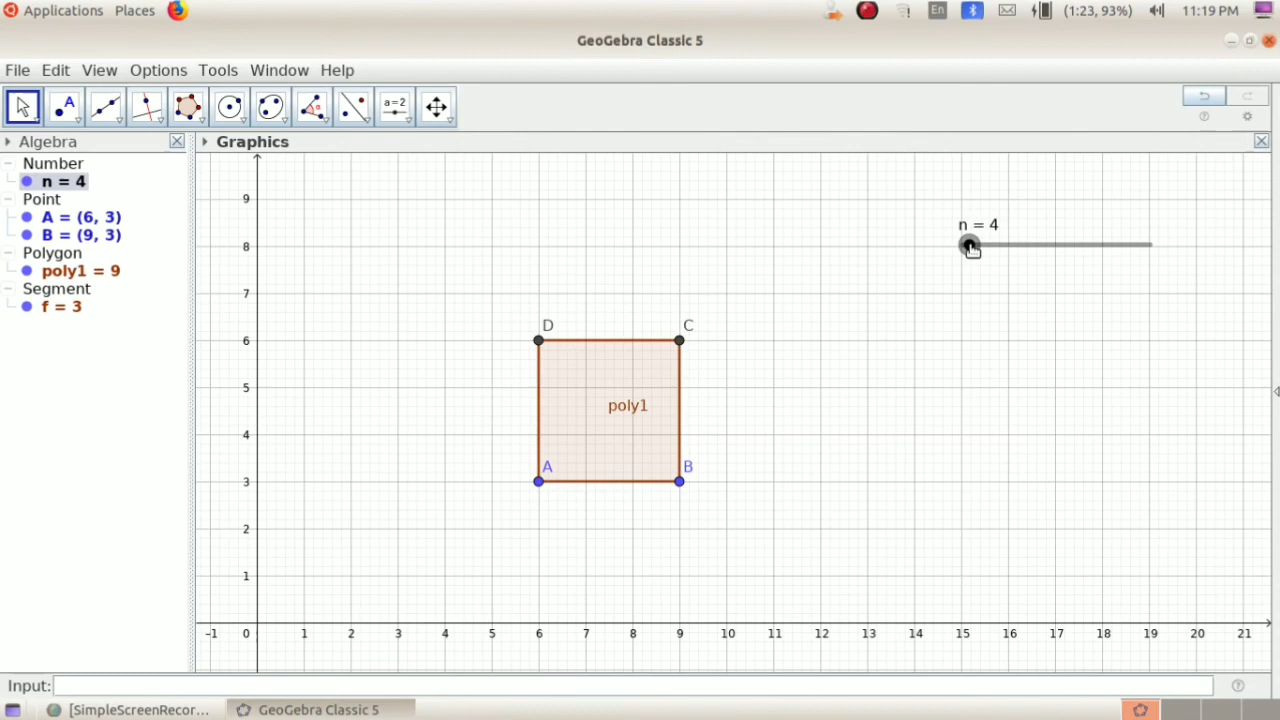 Applications Places En (1:23, 93%) 11:19 PM
GeoGebra Classic 5
File Edit View Options Tools Window Help
A a=2
Algebra Graphics
Number
n = 4
Point
A = (6, 3)
B = (9, 3)
Polygon
poly1 = 9
Segment
f = 3
n = 4
D C
poly1
A B
9
8
7
6
5
4
3
2
1
-1 0 1 2 3 4 5 6 7 8 9 10 11 12 13 14 15 16 17 18 19 20 21
Input:
[SimpleScreenRecor... GeoGebra Classic 5